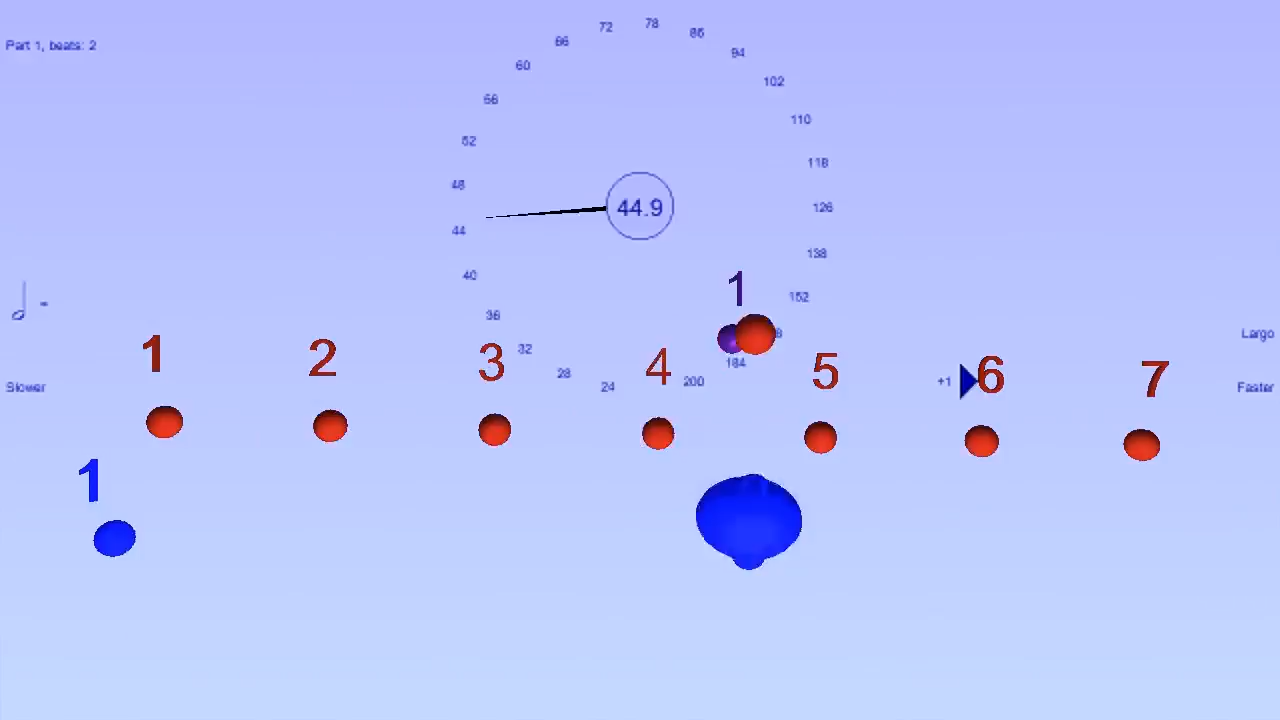 72 78 86
66 94
Part 1, beats: 2
60 102
56 110
52 118
48 126
44.9
44 138
40 152
1
36
Largo
184
32
28 24 200
1 2 3 4 5 6 7
+1
Slower Faster
1